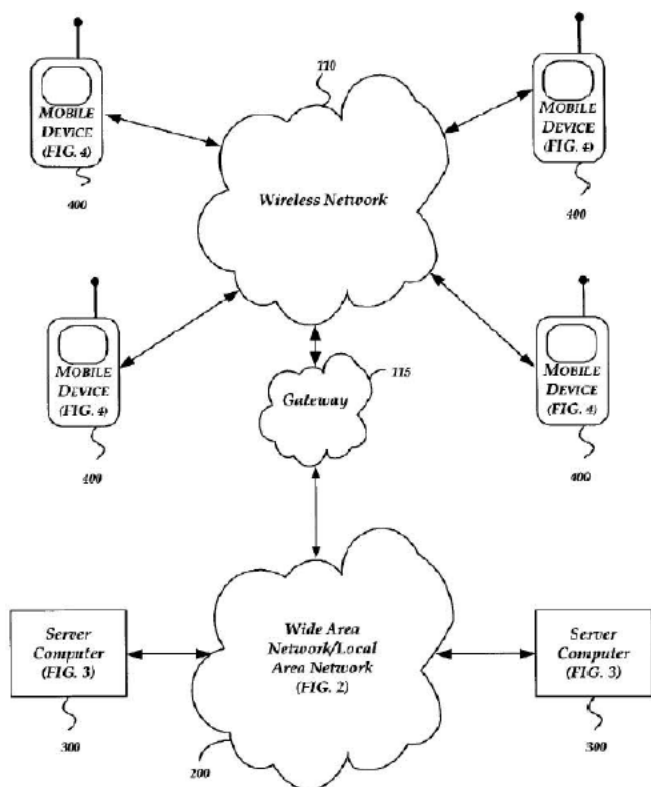 110
MOBILE
DEVICE
(FIG. 4)
400
MOBILE
DEVICE
(FIG. 4)
400
Wireless Network
MOBILE
DEVICE
(FIG. 4)
400
MOBILE
DEVICE
(FIG. 4)
400
115
Gateway
Server
Computer
(FIG. 3)
300
Wide Area
Network/Local
Area Network
(FIG. 2)
200
Server
Computer
(FIG. 3)
300